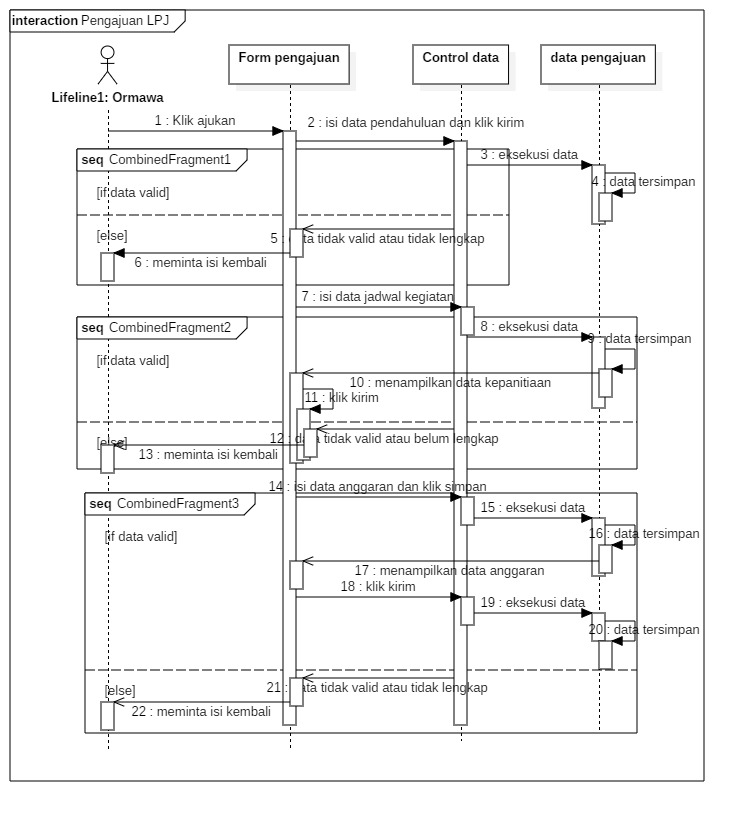 interaction Pengajuan LPJ
Form pengajuan
Control data
data pengajuan
Lifeline1: Ormawa
1 : Klik ajukan
2 : isi data pendahuluan dan klik kirim
3 : eksekusi data
seq CombinedFragment1
4 : data tersimpan
[if data valid]
[else]
5 : data tidak valid atau tidak lengkap
6 : meminta isi kembali
7 : isi data jadwal kegiatan
seq CombinedFragment2
8 : eksekusi data
9 : data tersimpan
[if data valid]
10 : menampilkan data kepanitiaan
11 : klik kirim
[else]
12 : data tidak valid atau belum lengkap
13 : meminta isi kembali
14 : isi data anggaran dan klik simpan
seq CombinedFragment3
15 : eksekusi data
[if data valid]
16 : data tersimpan
17 : menampilkan data anggaran
18 : klik kirim
19 : eksekusi data
20 : data tersimpan
[else]
21 : data tidak valid atau tidak lengkap
22 : meminta isi kembali